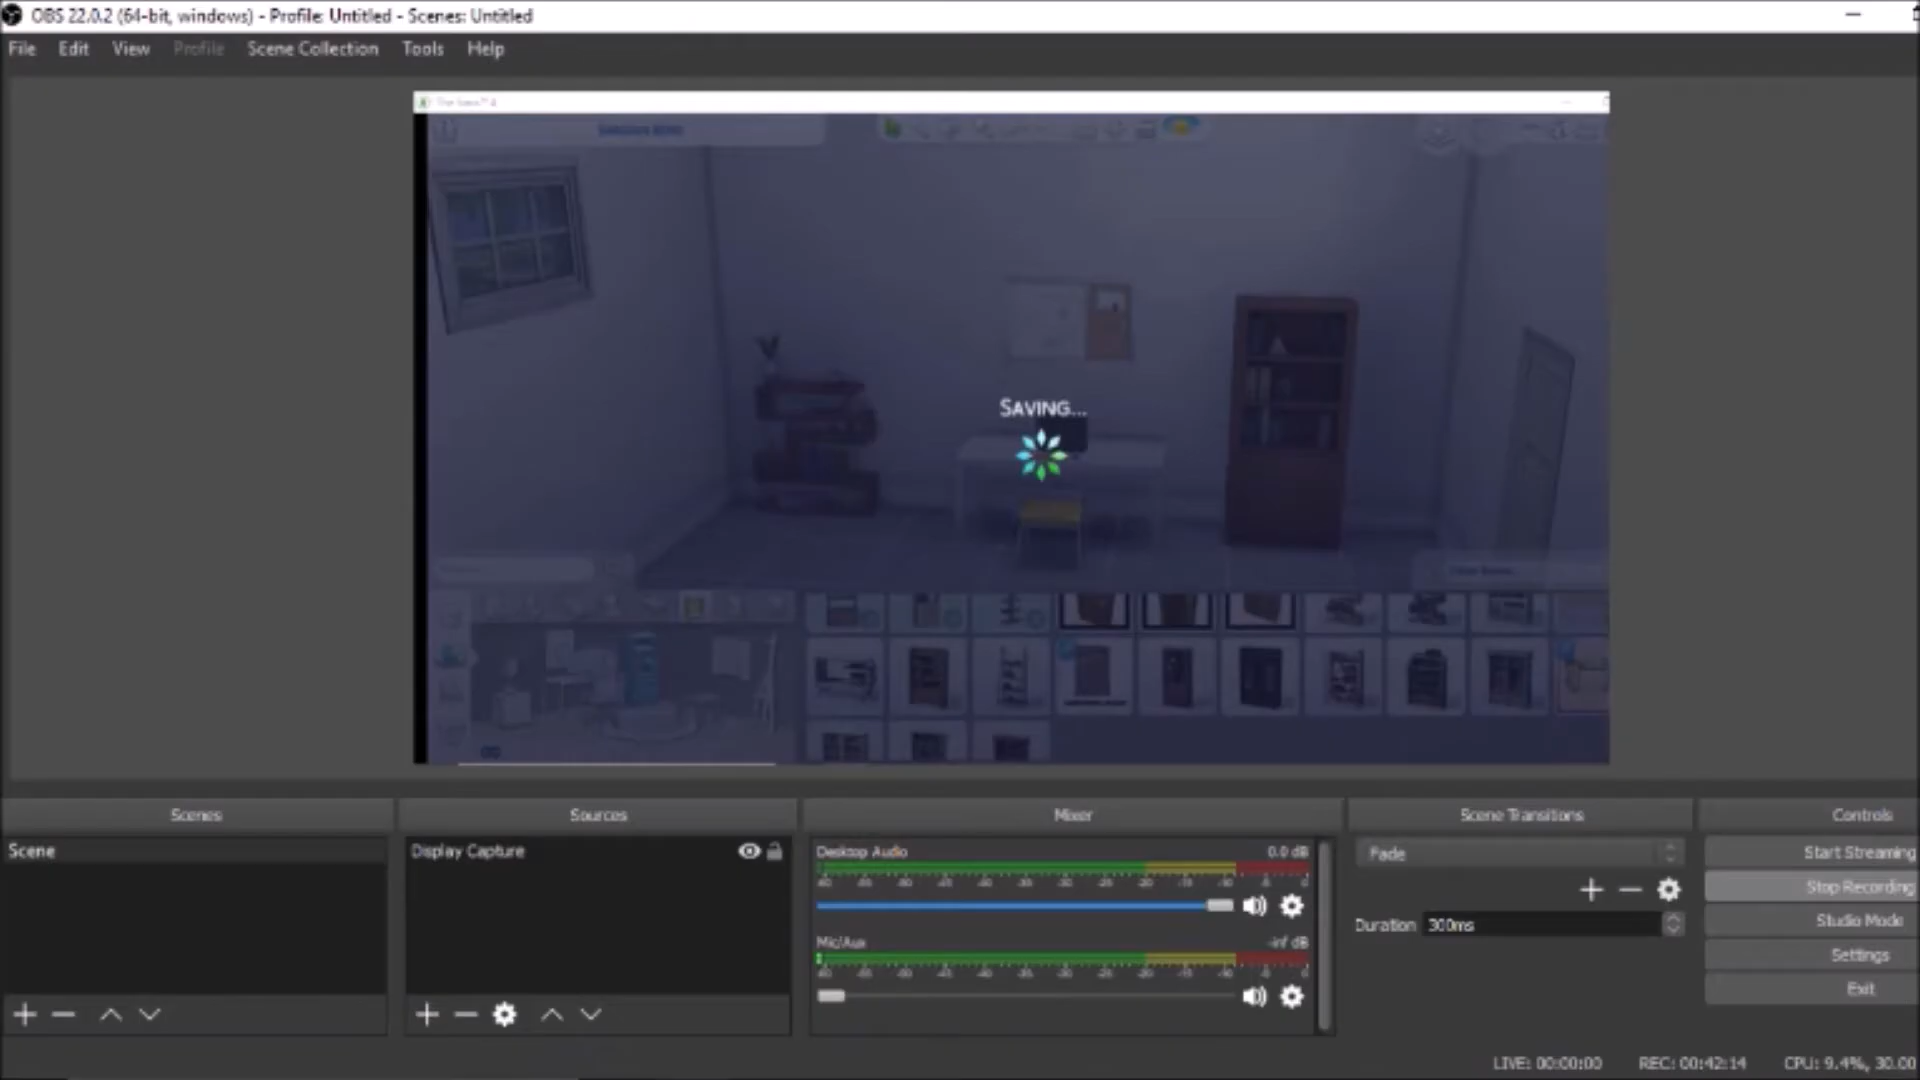 OBS 22.0.2 (64-bit, windows) - Profile: Untitled - Scenes: Untitled
File Edit View Profile Scene Collection Tools Help
SAVING...
Scenes Sources Mixer Scene Transitions Controls
Scene
Display Capture
Desktop Audio 0.0 dB
Mic/Aux -inf dB
Fade
Duration 300ms
Start Streaming
Stop Recording
Studio Mode
Settings
Exit
LIVE: 00:00:00 REC: 00:42:14 CPU: 9.4%, 30.00